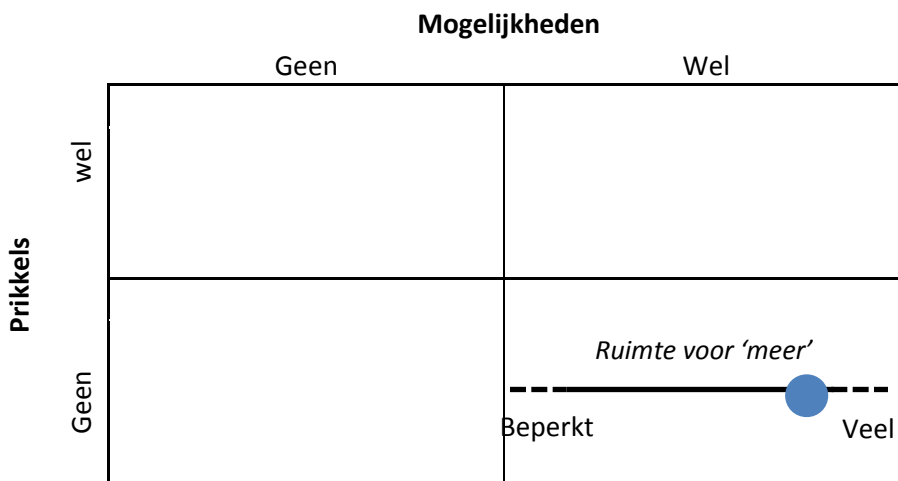 Mogelijkheden
Geen
Wel
wel
Prikkels
Geen
Ruimte voor ‘meer’
Beperkt
Veel